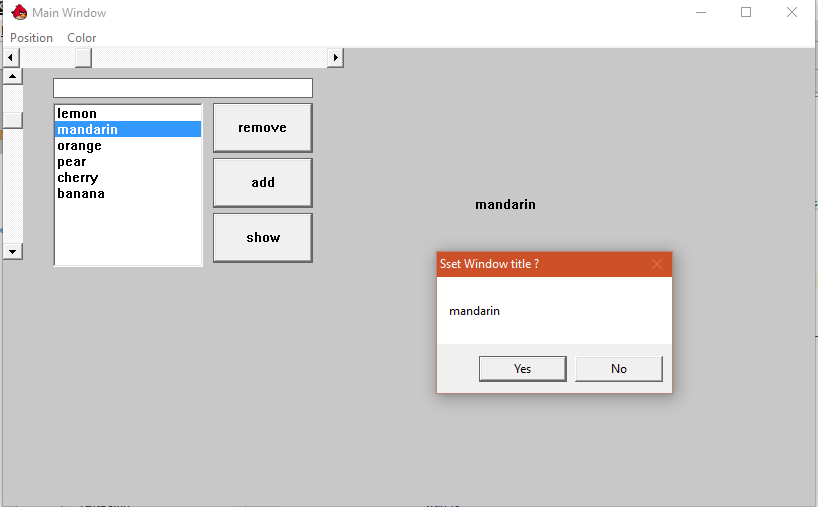 Main Window
Position Color
lemon
mandarin
orange
pear
cherry
banana
remove
add
show
mandarin
Sset Window title ?
mandarin
Yes No